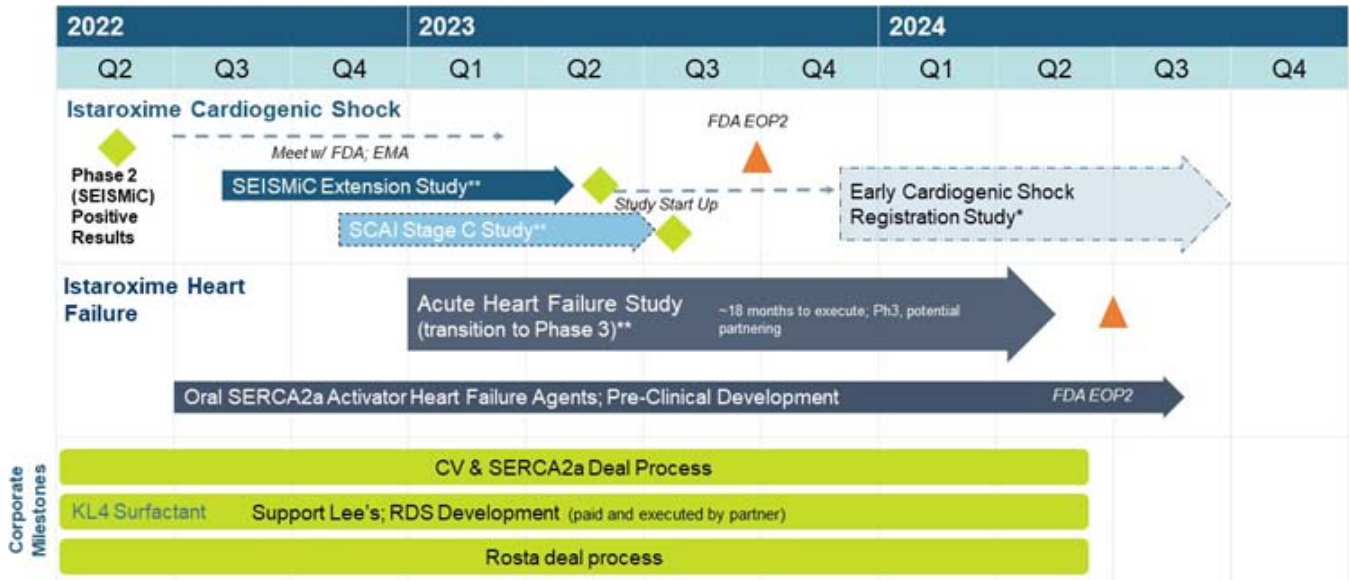 2022
2023
2024
Q2
Q3
Q4
Q1
Q2
Q3
Q4
Q1
Q2
Q3
Q4
Istaroxime Cardiogenic Shock
Phase 2
(SEISMiC)
Positive
Results
Meet w/ FDA; EMA
SEISMiC Extension Study**
SCAI Stage C Study**
Study Start Up
FDA EOP2
Early Cardiogenic Shock
Registration Study*
Istaroxime Heart
Failure
Acute Heart Failure Study
(transition to Phase 3)**
~18 months to execute; Ph3, potential
partnering
Oral SERCA2a Activator Heart Failure Agents; Pre-Clinical Development
FDA EOP2
Corporate
Milestones
CV & SERCA2a Deal Process
KL4 Surfactant
Support Lee's; RDS Development (paid and executed by partner)
Rosta deal process